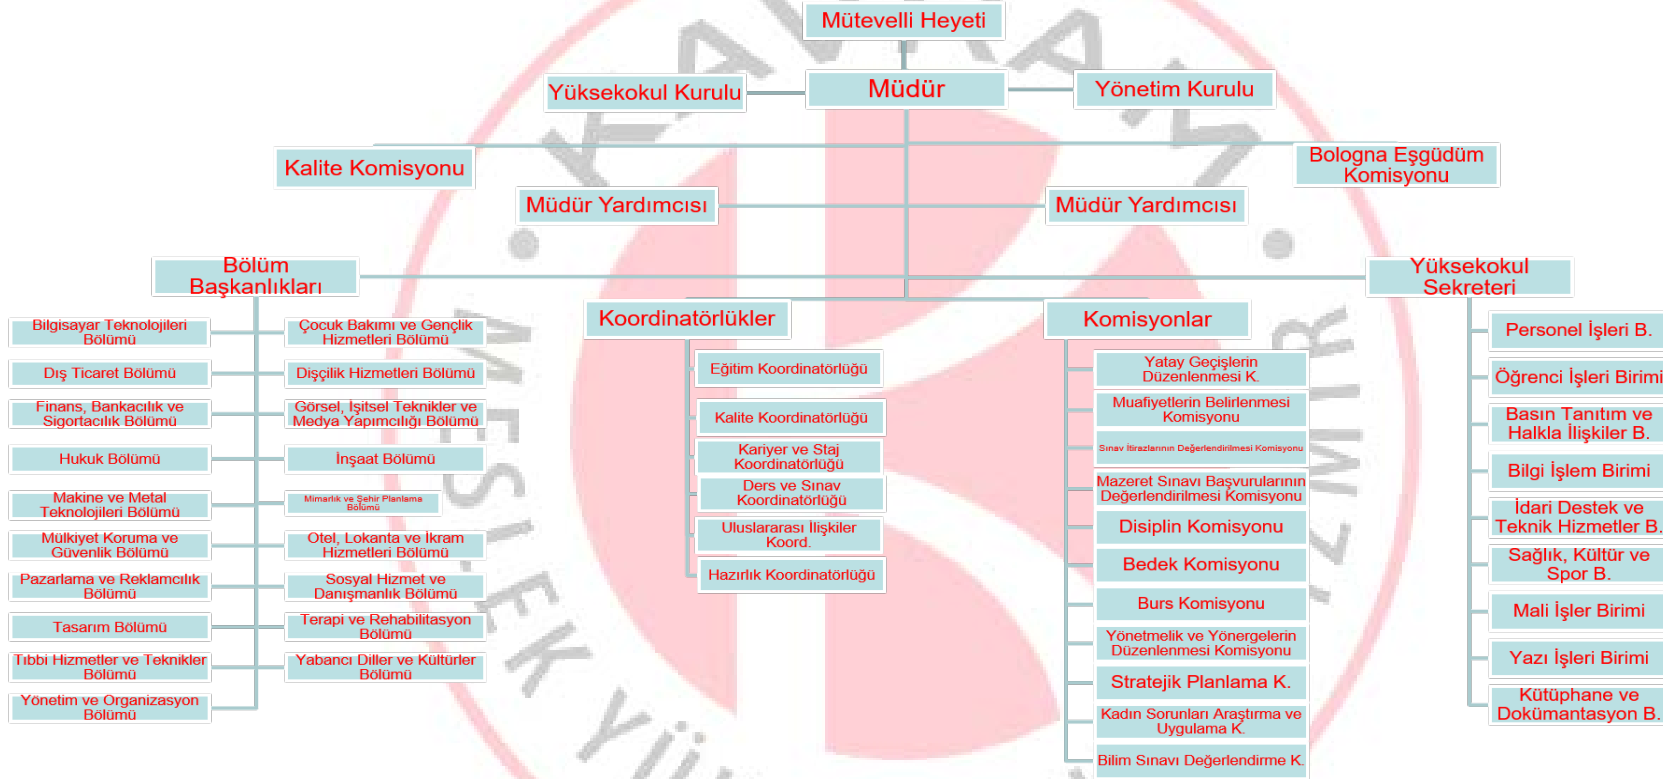 Mütevelli Heyeti
Yüksekokul Kurulu
Müdür
Yönetim Kurulu
Kalite Komisyonu
Bologna Eşgüdüm
Komisyonu
Müdür Yardımcısı
Müdür Yardımcısı
Bölüm
Başkanlıkları
Bilgisayar Teknolojileri
Bölümü
Çocuk Bakımı ve Gençlik
Hizmetleri Bölümü
Dış Ticaret Bölümü
Dişçilik Hizmetleri Bölümü
Finans, Bankacılık ve
Sigortacılık Bölümü
Görsel, İşitsel Teknikler ve
Medya Yapımcılığı Bölümü
Hukuk Bölümü
İnşaat Bölümü
Makine ve Metal
Teknolojileri Bölümü
Mimarlık ve Şehir Planlama
Bölümü
Mülkiyet Koruma ve
Güvenlik Bölümü
Otel, Lokanta ve İkram
Hizmetleri Bölümü
Pazarlama ve Reklamcılık
Bölümü
Sosyal Hizmet ve
Danışmanlık Bölümü
Tasarım Bölümü
Terapi ve Rehabilitasyon
Bölümü
Tıbbi Hizmetler ve Teknikler
Bölümü
Yabancı Diller ve Kültürler
Bölümü
Yönetim ve Organizasyon
Bölümü
Koordinatörlükler
Eğitim Koordinatörlüğü
Kalite Koordinatörlüğü
Kariyer ve Staj
Koordinatörlüğü
Ders ve Sınav
Koordinatörlüğü
Uluslararası İlişkiler
Koord.
Hazırlık Koordinatörlüğü
Komisyonlar
Yatay Geçişlerin
Düzenlenmesi K.
Muafiyetlerin Belirlenmesi
Komisyonu
Sınav İtirazlarının Değerlendirilmesi Komisyonu
Mazeret Sınavı Başvurularının
Değerlendirilmesi Komisyonu
Disiplin Komisyonu
Bedek Komisyonu
Burs Komisyonu
Yönetmelik ve Yönergelerin
Düzenlenmesi Komisyonu
Stratejik Planlama K.
Kadın Sorunları Araştırma ve
Uygulama K.
Bilim Sınavı Değerlendirme K.
Yüksekokul
Sekreteri
Personel İşleri B.
Öğrenci İşleri Birimi
Basın Tanıtım ve
Halkla İlişkiler B.
Bilgi İşlem Birimi
İdari Destek ve
Teknik Hizmetler B.
Sağlık, Kültür ve
Spor B.
Mali İşler Birimi
Yazı İşleri Birimi
Kütüphane ve
Dokümantasyon B.